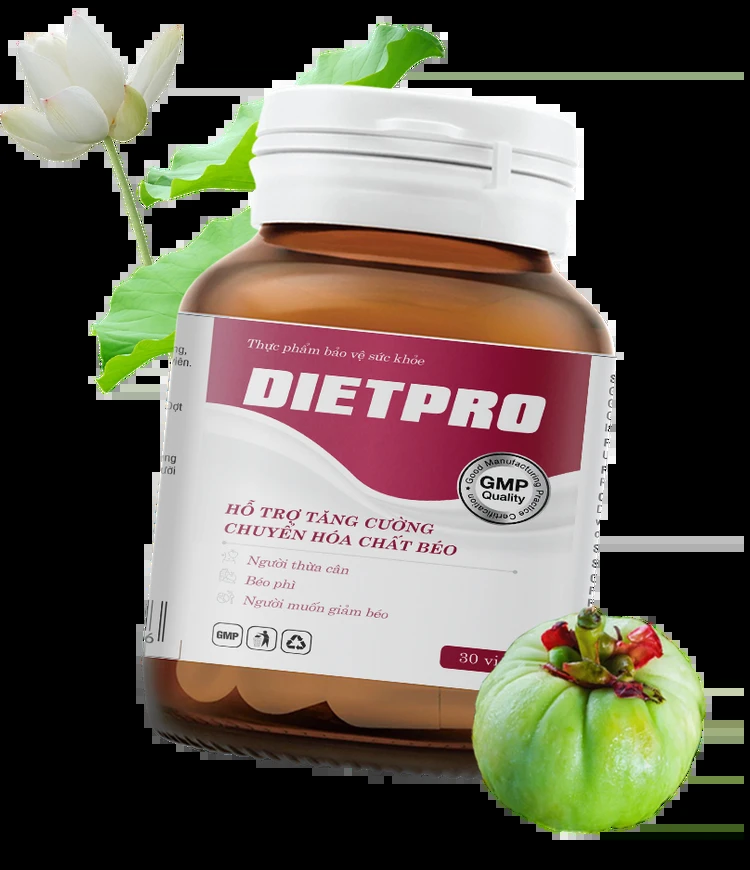 Thực phẩm bảo vệ sức khỏe
DIETPRO
Good Manufacturing Practice Certification
GMP
Quality
HỖ TRỢ TĂNG CƯỜNG
CHUYỂN HÓA CHẤT BÉO
Người thừa cân
Béo phì
Người muốn giảm béo
GMP
30